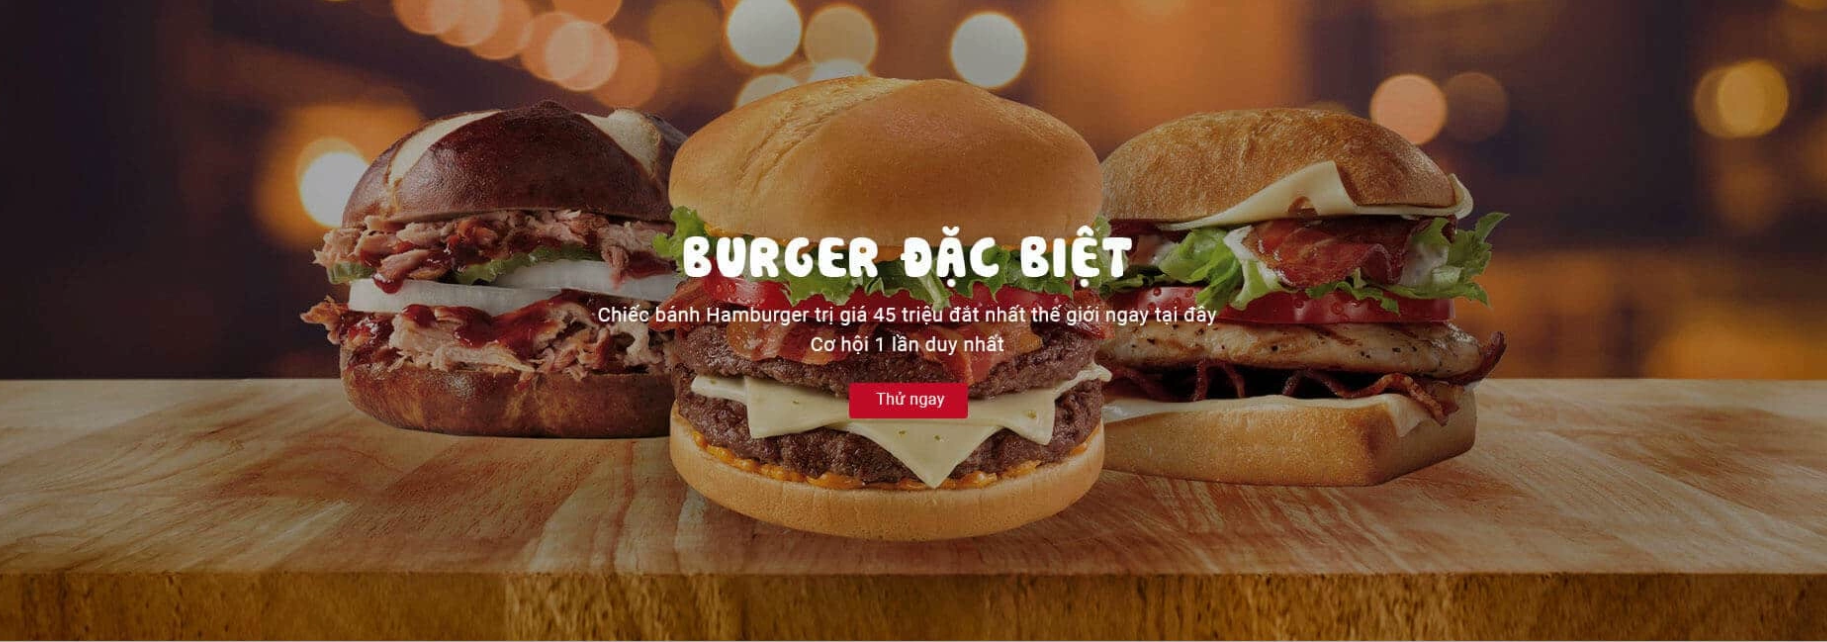 BURGER ĐẶC BIỆT
Chiếc bánh Hamburger trị giá 45 triệu đắt nhất thế giới ngay tại đây
Cơ hội 1 lần duy nhất
Thử ngay